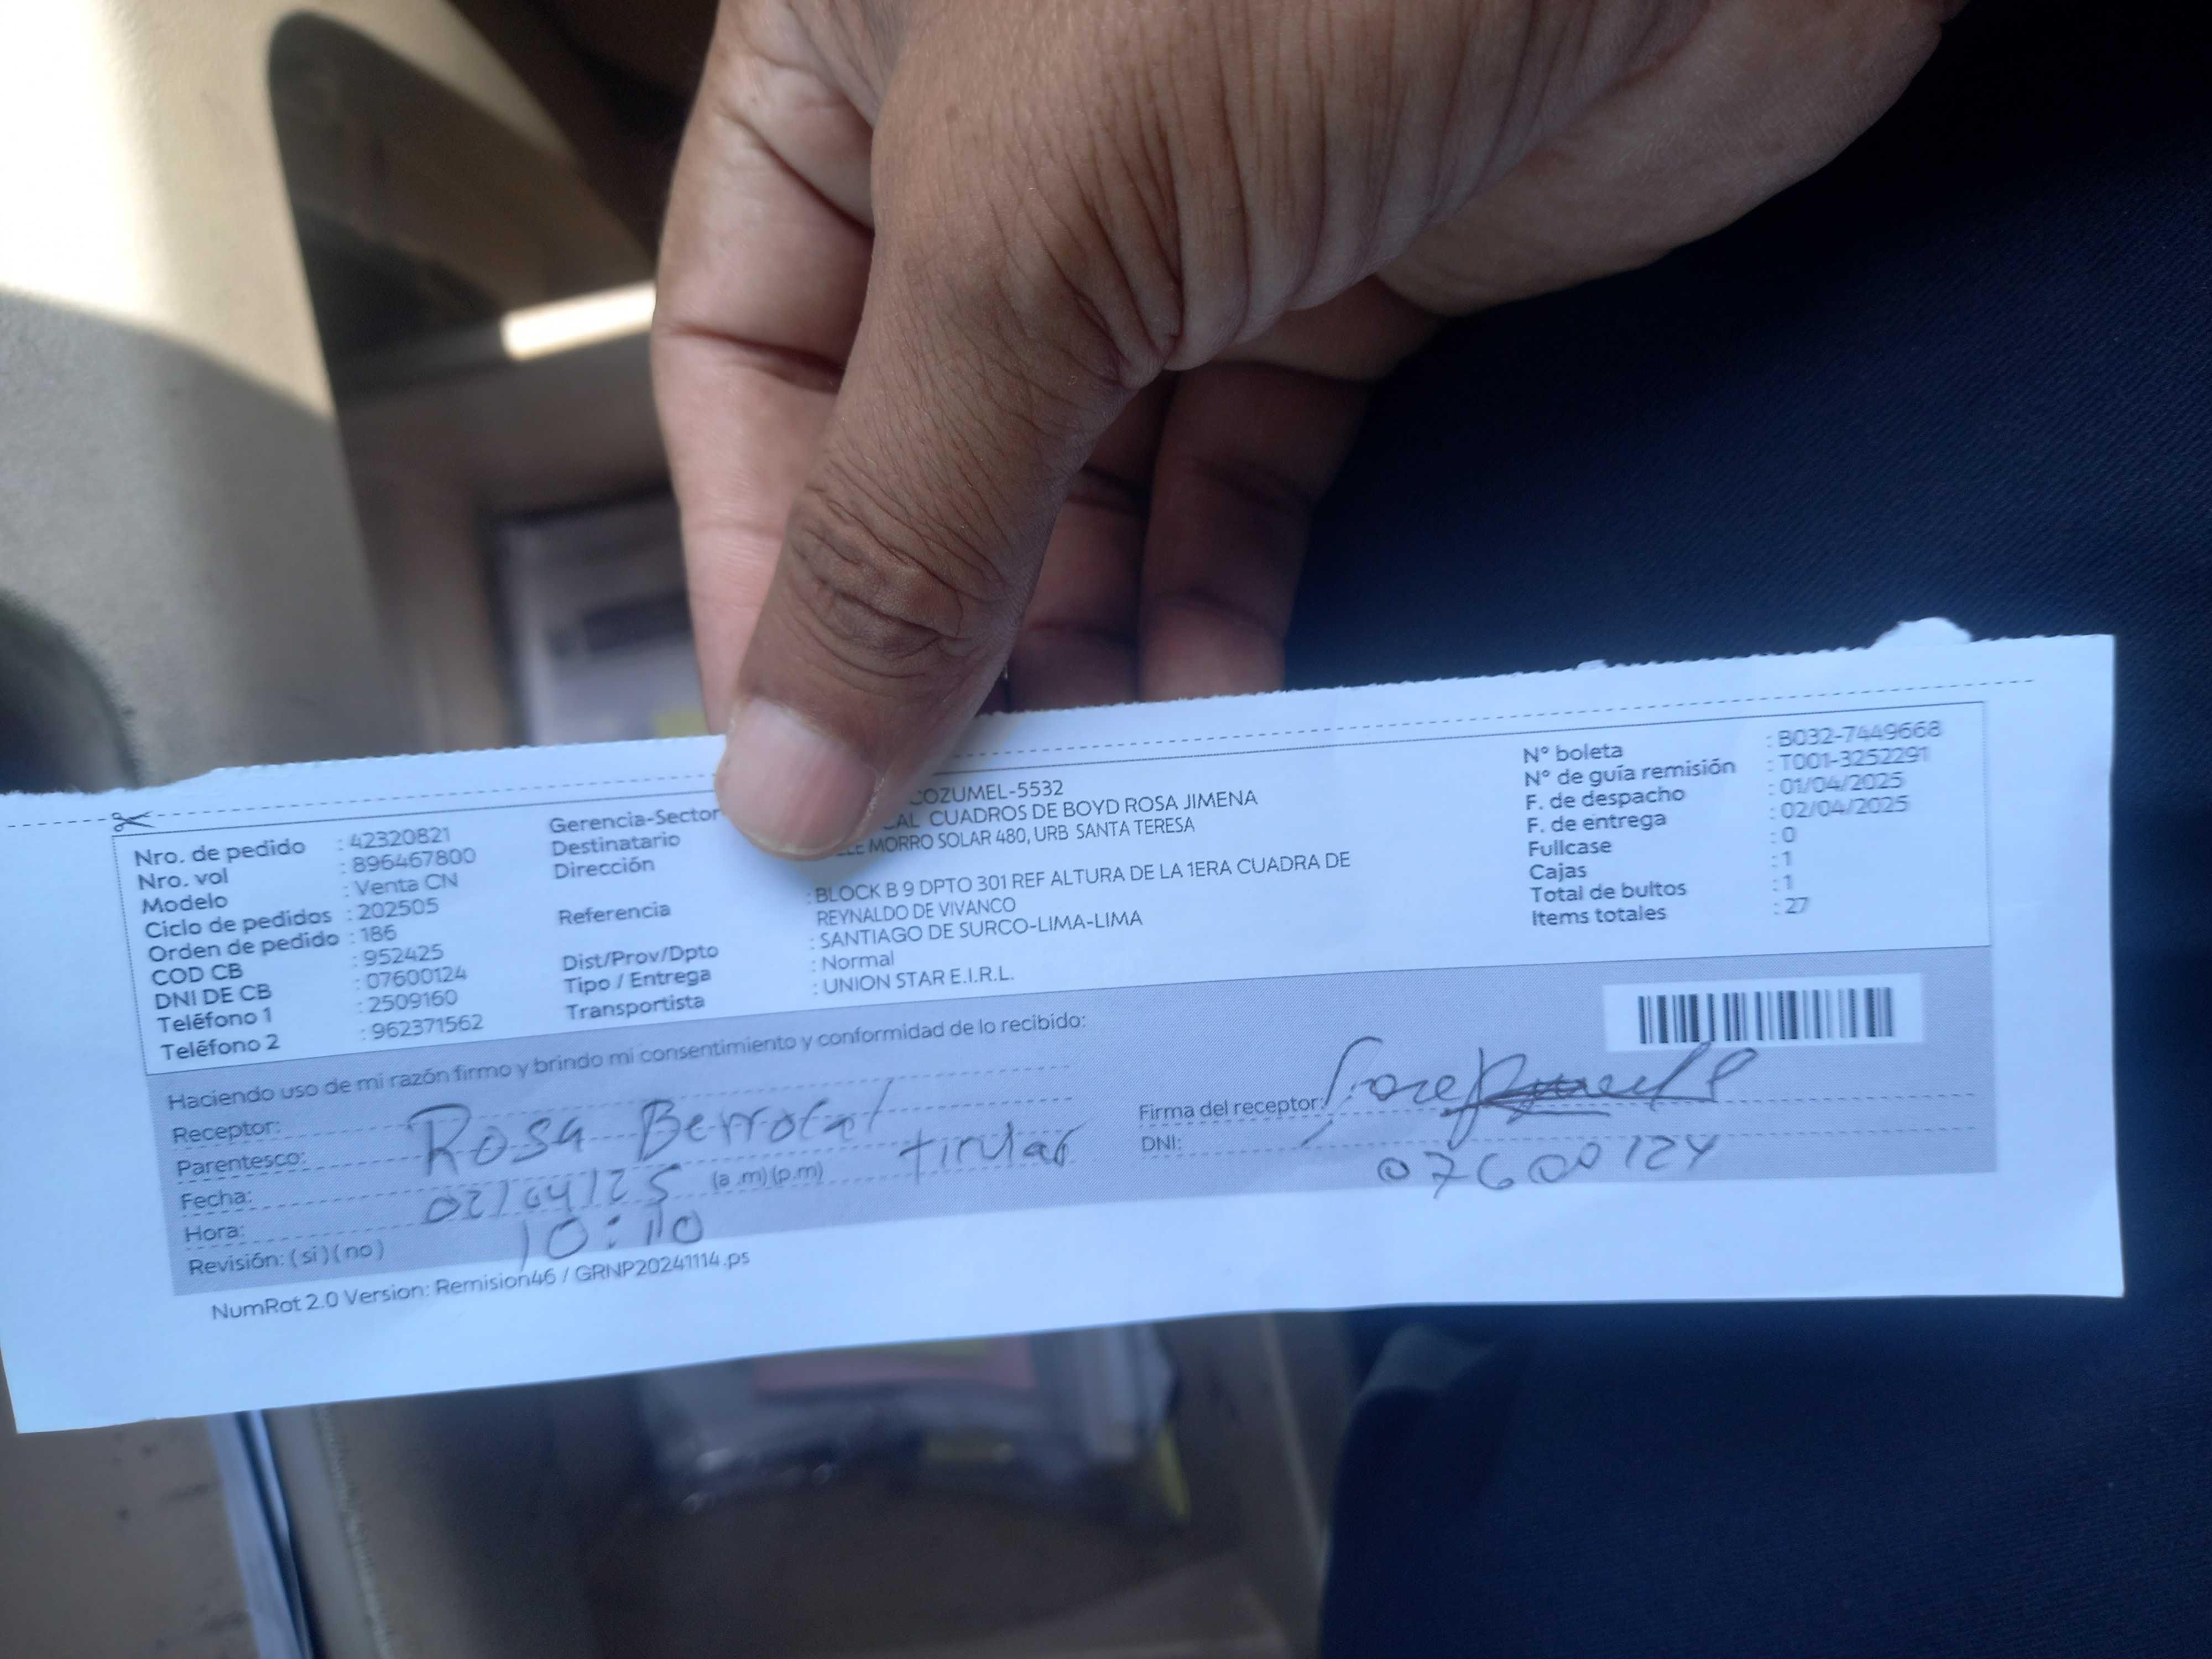 Nro. de pedido : 42320821
Nro. vol : 896467800
Modelo : Venta CN
Ciclo de pedidos : 202505
Orden de pedido : 186
COD CB : 952425
DNI DE CB : 07600124
Teléfono 1 : 2509160
Teléfono 2 : 962371562
Gerencia-Sector COZUMEL-5532
Destinatario CUADROS DE BOYD ROSA JIMENA
Dirección MORRO SOLAR 480, URB SANTA TERESA
Referencia : BLOCK B 9 DPTO 301 REF ALTURA DE LA 1ERA CUADRA DE
REYNALDO DE VIVANCO
Dist/Prov/Dpto : SANTIAGO DE SURCO-LIMA-LIMA
Tipo / Entrega : Normal
Transportista : UNION STAR E.I.R.L.
N° boleta : B032-7449668
N° de guía remisión : T001-3252291
F. de despacho : 01/04/2025
F. de entrega : 02/04/2025
Fullcase : 0
Cajas : 1
Total de bultos : 1
Items totales : 27
Haciendo uso de mi razón firmo y brindo mi consentimiento y conformidad de lo recibido:
Receptor: Rosa Berrocal
Parentesco: titular
Fecha: 02/04/25 (a .m) (p.m)
Hora: 10:10
Revisión: ( si ) ( no )
Firma del receptor:
DNI: 07600124
NumRot 2.0 Version: Remision46 / GRNP20241114.ps